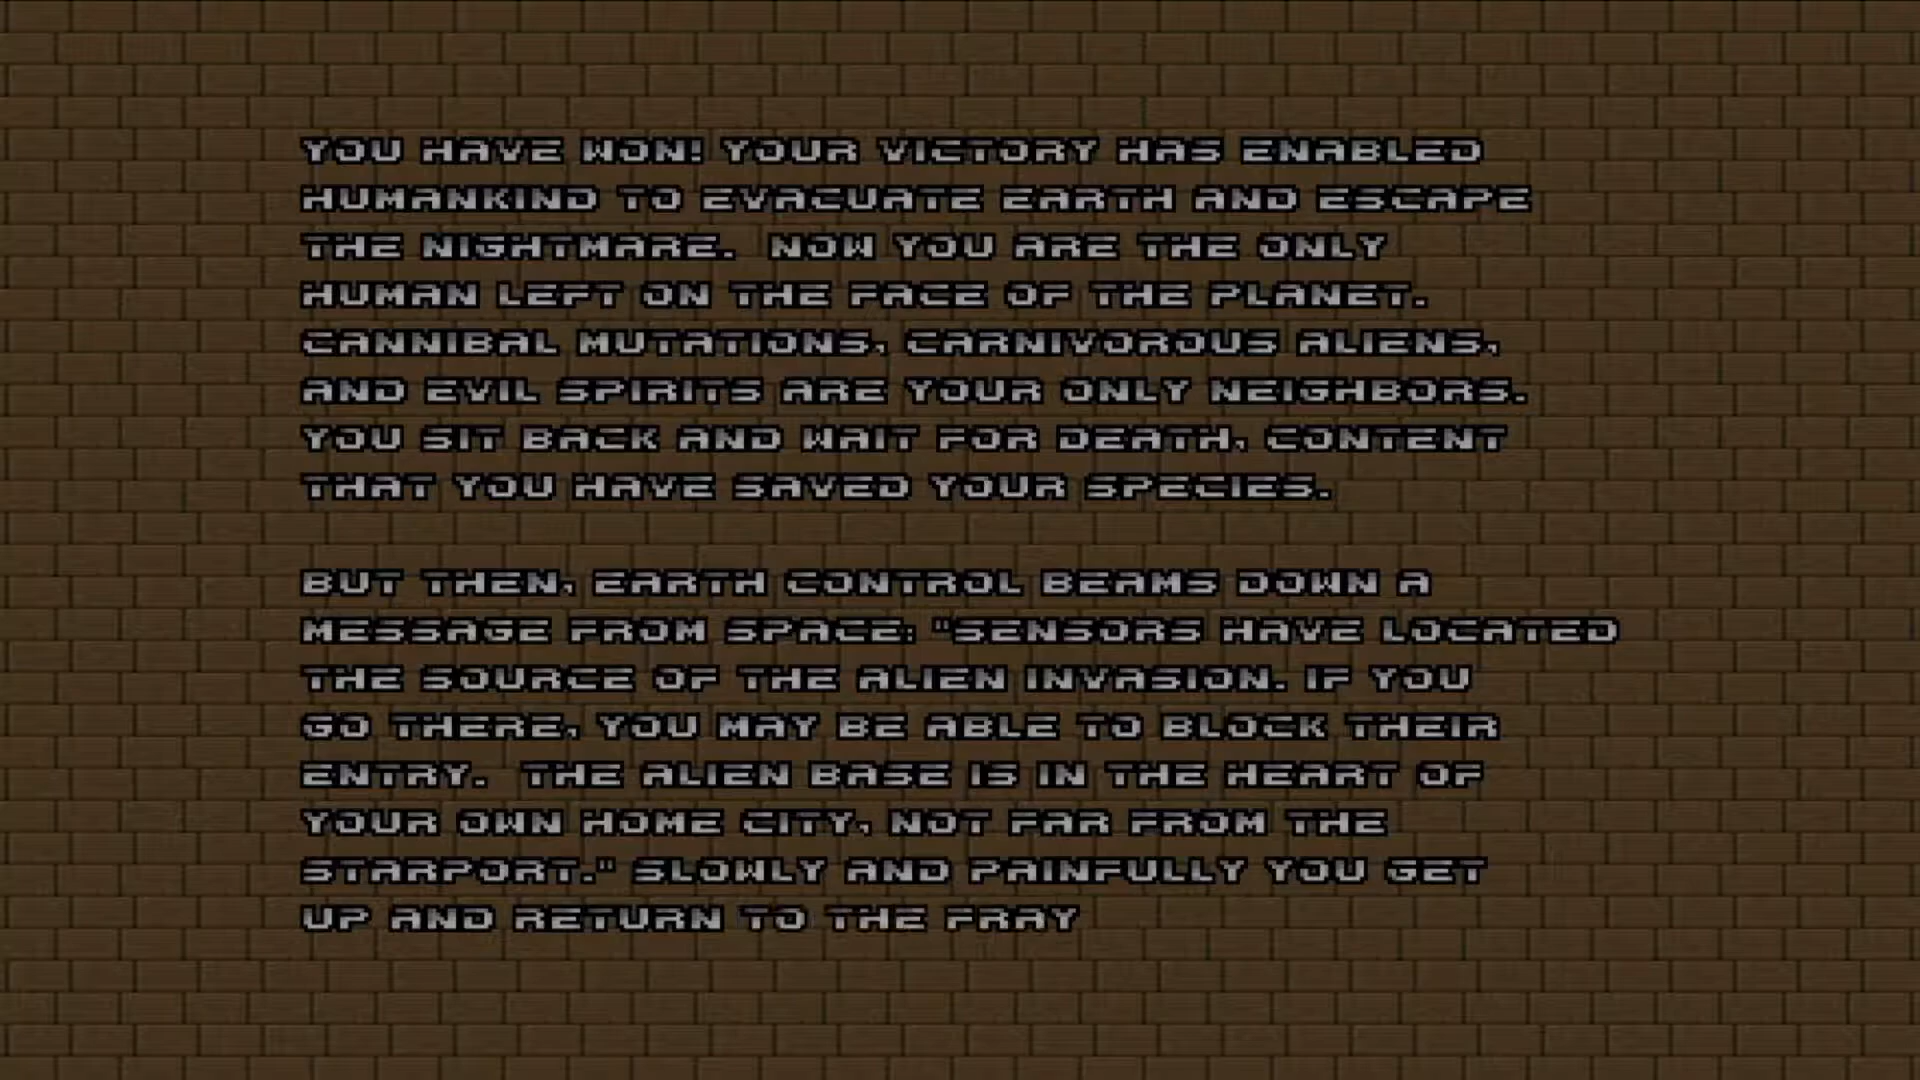 YOU HAVE WON! YOUR VICTORY HAS ENABLED
HUMANKIND TO EVACUATE EARTH AND ESCAPE
THE NIGHTMARE.  NOW YOU ARE THE ONLY
HUMAN LEFT ON THE FACE OF THE PLANET.
CANNIBAL MUTATIONS, CARNIVOROUS ALIENS,
AND EVIL SPIRITS ARE YOUR ONLY NEIGHBORS.
YOU SIT BACK AND WAIT FOR DEATH, CONTENT
THAT YOU HAVE SAVED YOUR SPECIES.
BUT THEN, EARTH CONTROL BEAMS DOWN A
MESSAGE FROM SPACE: "SENSORS HAVE LOCATED
THE SOURCE OF THE ALIEN INVASION. IF YOU
GO THERE, YOU MAY BE ABLE TO BLOCK THEIR
ENTRY.  THE ALIEN BASE IS IN THE HEART OF
YOUR OWN HOME CITY, NOT FAR FROM THE
STARPORT." SLOWLY AND PAINFULLY YOU GET
UP AND RETURN TO THE FRAY